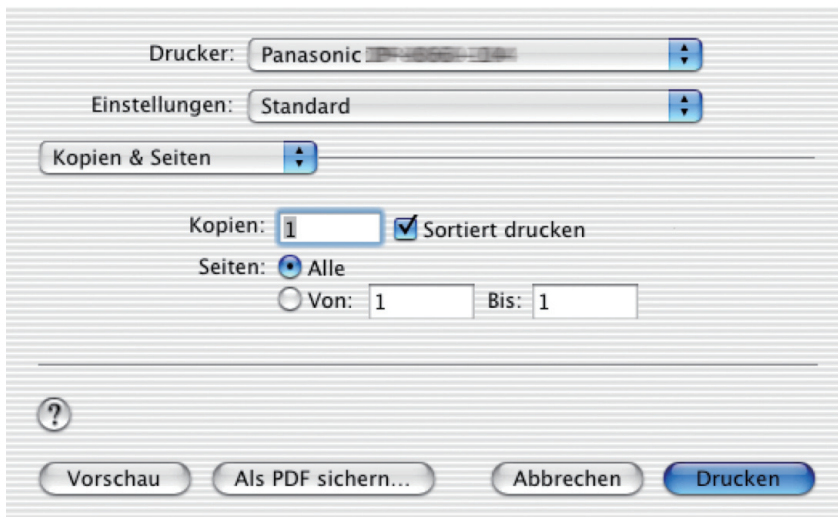 Drucker: Panasonic
Einstellungen: Standard
Kopien & Seiten
Kopien: 1 Sortiert drucken
Seiten: Alle
Von: 1 Bis: 1
?
Vorschau Als PDF sichern... Abbrechen Drucken